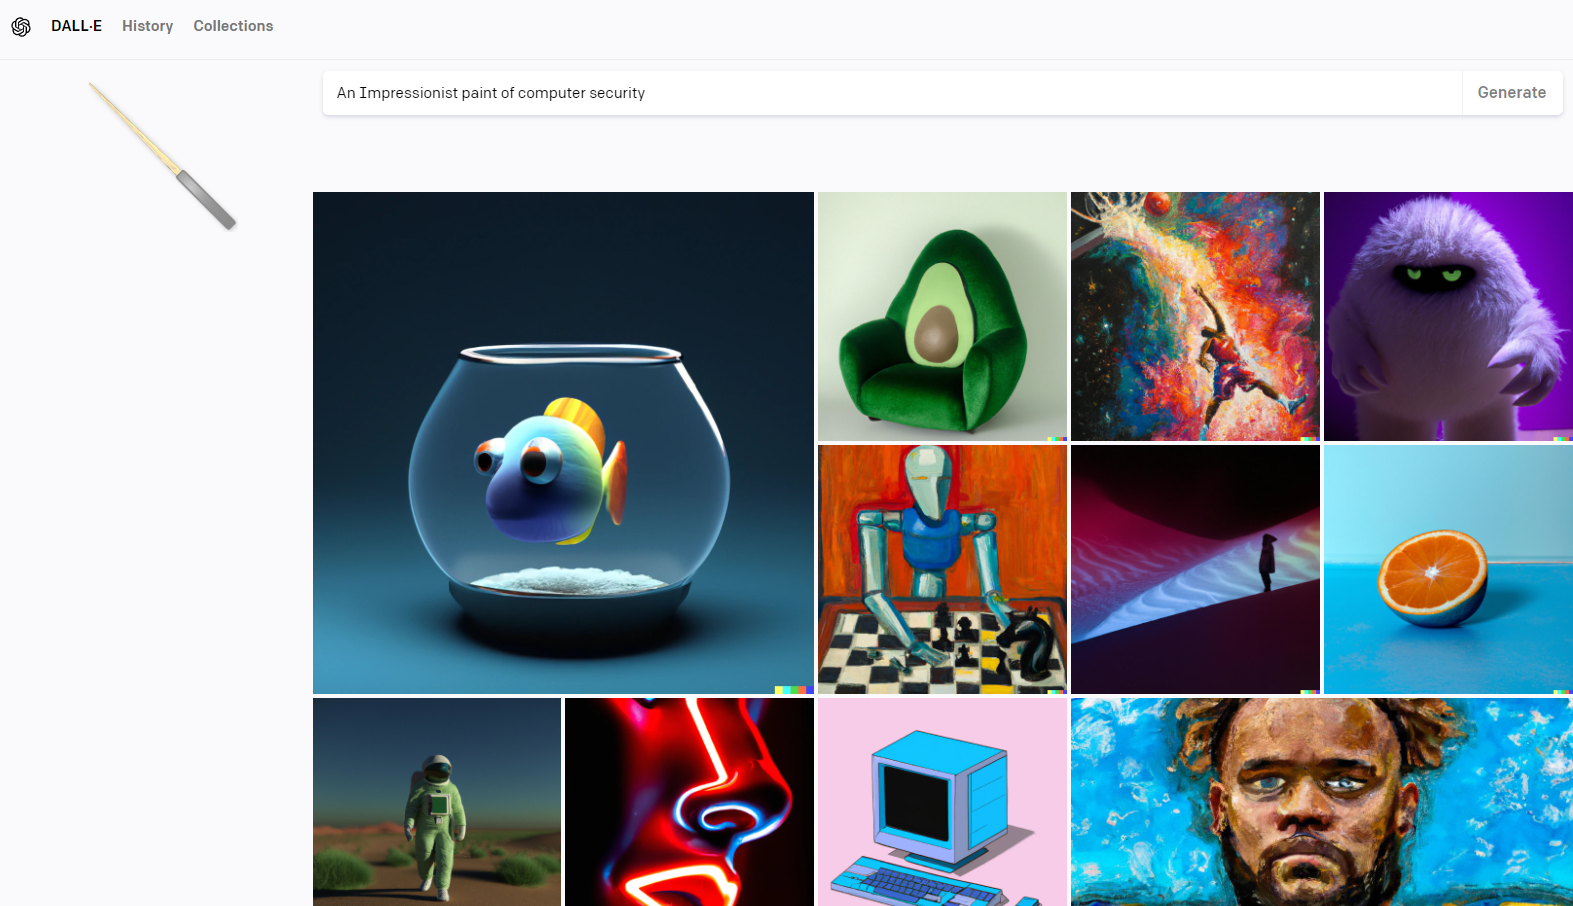 DALL·E History Collections
An Impressionist paint of computer security Generate